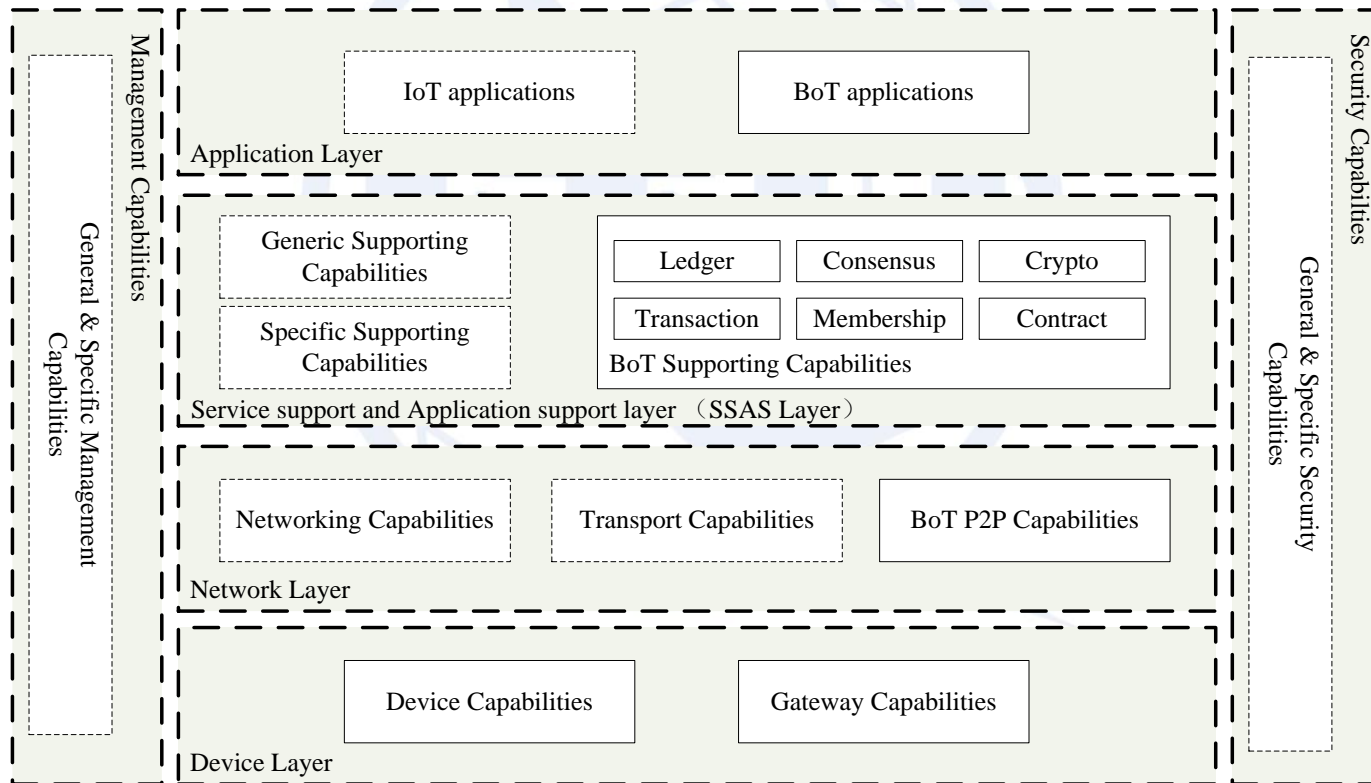 Management Capabilities
General & Specific Management
Capabilities
IoT applications
BoT applications
Application Layer
Generic Supporting
Capabilities
Specific Supporting
Capabilities
Ledger
Consensus
Crypto
Transaction
Membership
Contract
BoT Supporting Capabilities
Service support and Application support layer （SSAS Layer）
Networking Capabilities
Transport Capabilities
BoT P2P Capabilities
Network Layer
Device Capabilities
Gateway Capabilities
Device Layer
Security Capabilties
General & Specific Security
Capabilities